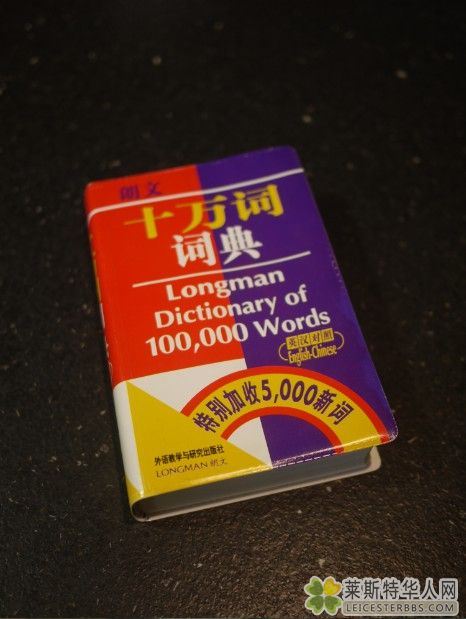 朗文
十万词
词典
Longman
Dictionary of
100,000 Words
英汉对照
English-Chinese
特别加收5,000新词
外语教学与研究出版社
LONGMAN 朗文
莱斯特华人网
LEICESTERBBS.COM